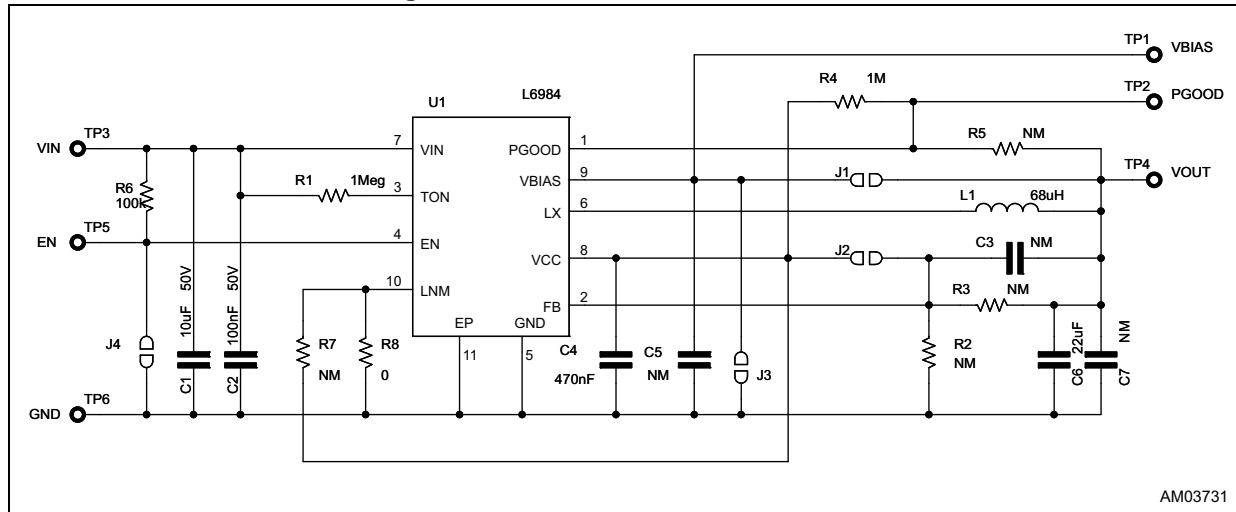 g
TP1
VBIAS
R4 1M
TP2
PGOOD
U1 L6984
TP3
VIN
7 VIN PGOOD 1
R5 NM
R1 1Meg
3 TON
VBIAS 9
J1
TP4
VOUT
R6
100k
LX 6
L1 68uH
TP5
EN
4 EN
VCC 8
J2
C3 NM
10 LNM
FB 2
R3
NM
EP GND
11 5
J4
10uF 50V
C1
100nF 50V
C2
R7
NM
R8
0
C4
470nF
C5
NM
J3
R2
NM
22uF
C6
NM
C7
TP6
GND
AM03731